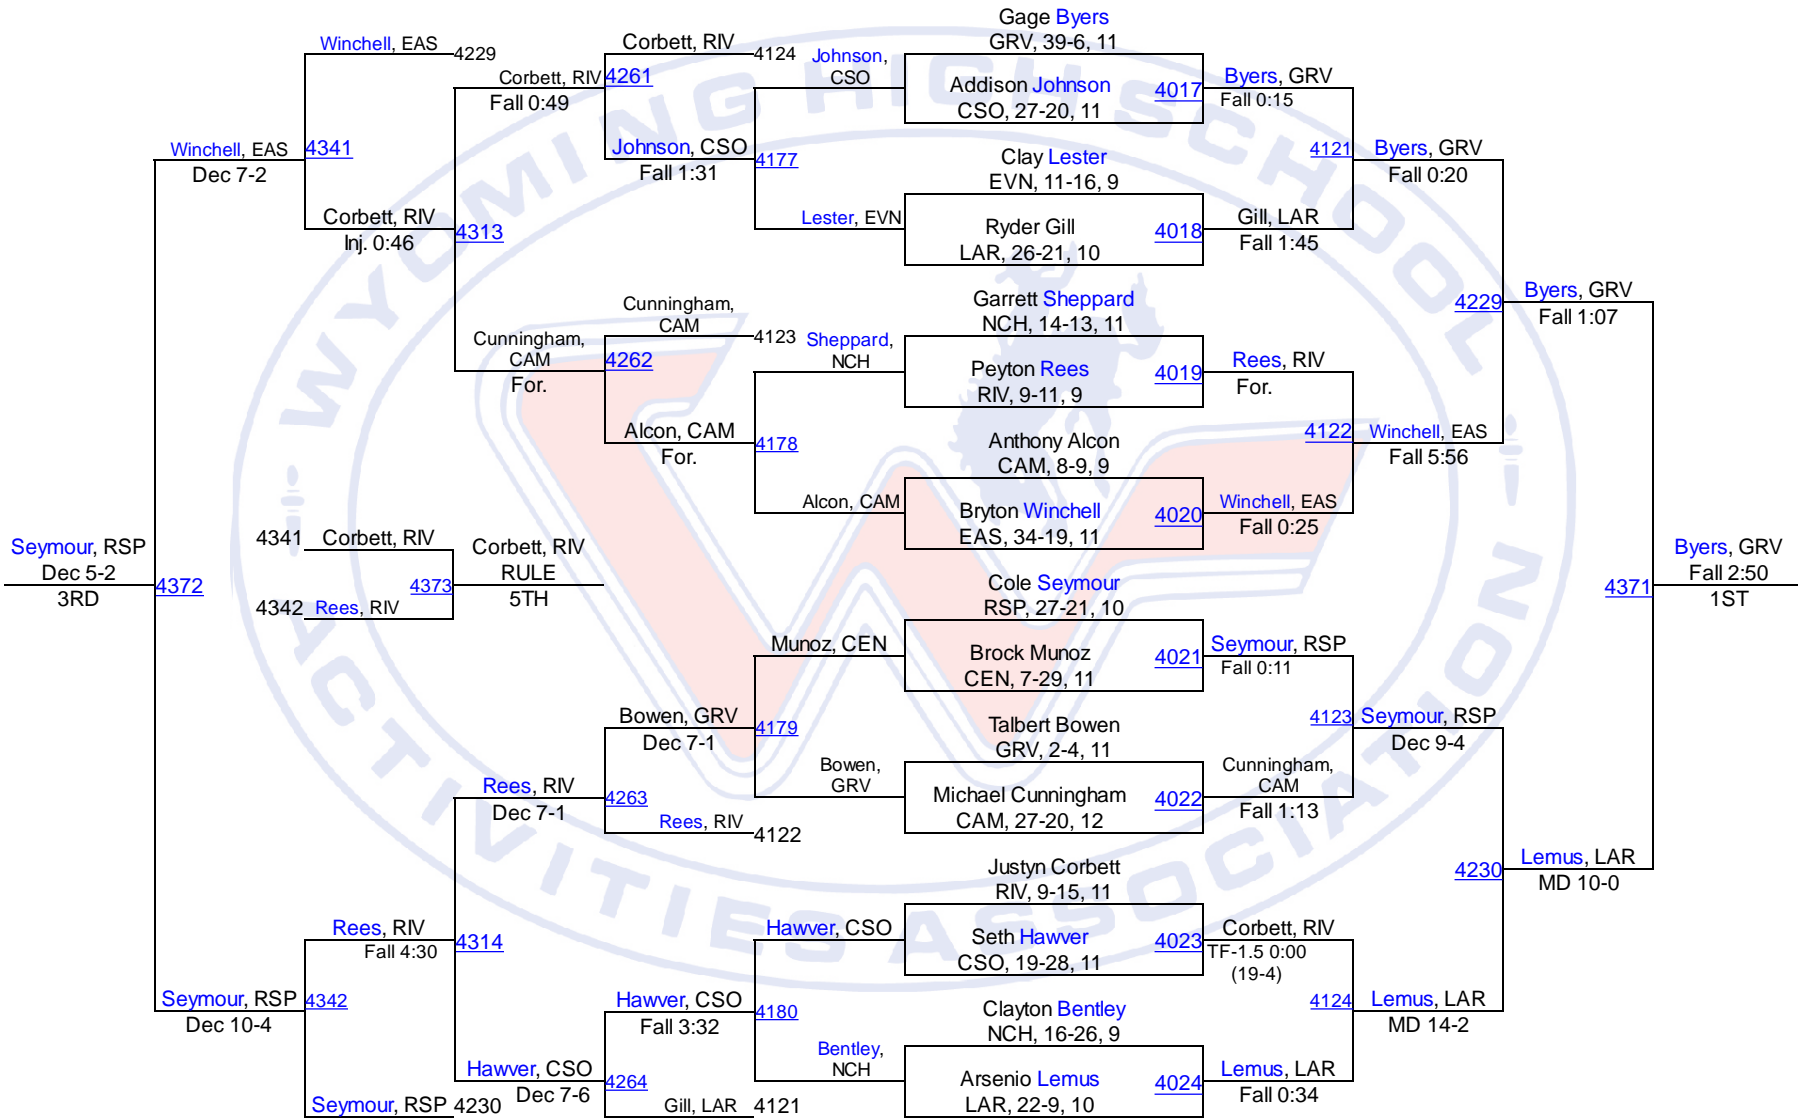 WYOMING HIGH SCHOOL
ACTIVITIES ASSOCIATION
Winchell, EAS
4229
Corbett, RIV
Fall 0:49
4261
Corbett, RIV
4124
Johnson,
CSO
Gage Byers
GRV, 39-6, 11
Addison Johnson
CSO, 27-20, 11
4017
Byers, GRV
Fall 0:15
Winchell, EAS
Dec 7-2
4341
Johnson, CSO
Fall 1:31
4177
Clay Lester
EVN, 11-16, 9
4121
Byers, GRV
Fall 0:20
Corbett, RIV
Inj. 0:46
4313
Lester, EVN
Ryder Gill
LAR, 26-21, 10
4018
Gill, LAR
Fall 1:45
Cunningham,
CAM
4123
Garrett Sheppard
NCH, 14-13, 11
4229
Byers, GRV
Fall 1:07
Cunningham,
CAM
For.
4262
Sheppard,
NCH
Peyton Rees
RIV, 9-11, 9
4019
Rees, RIV
For.
Alcon, CAM
For.
4178
Anthony Alcon
CAM, 8-9, 9
4122
Winchell, EAS
Fall 5:56
Alcon, CAM
Bryton Winchell
EAS, 34-19, 11
4020
Winchell, EAS
Fall 0:25
Seymour, RSP
Dec 5-2
3RD
4372
4341
Corbett, RIV
4373
4342
Rees, RIV
Corbett, RIV
RULE
5TH
Cole Seymour
RSP, 27-21, 10
4371
Byers, GRV
Fall 2:50
1ST
Munoz, CEN
Brock Munoz
CEN, 7-29, 11
4021
Seymour, RSP
Fall 0:11
Bowen, GRV
Dec 7-1
4179
Talbert Bowen
GRV, 2-4, 11
4123
Seymour, RSP
Dec 9-4
Rees, RIV
Dec 7-1
4263
Bowen,
GRV
Michael Cunningham
CAM, 27-20, 12
4022
Cunningham,
CAM
Fall 1:13
Rees, RIV
4122
Justyn Corbett
RIV, 9-15, 11
4230
Lemus, LAR
MD 10-0
Rees, RIV
Fall 4:30
4314
Hawver, CSO
Seth Hawver
CSO, 19-28, 11
4023
Corbett, RIV
TF-1.5 0:00
(19-4)
Seymour, RSP
Dec 10-4
4342
Hawver, CSO
Fall 3:32
4180
Clayton Bentley
NCH, 16-26, 9
4124
Lemus, LAR
MD 14-2
Hawver, CSO
Dec 7-6
4264
Bentley,
NCH
Arsenio Lemus
LAR, 22-9, 10
4024
Lemus, LAR
Fall 0:34
Seymour, RSP
4230
Gill, LAR
4121